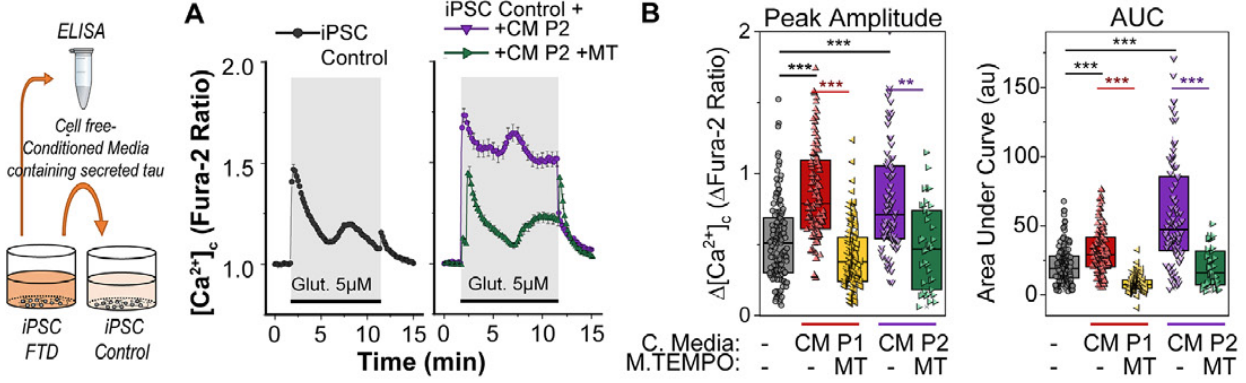 ELISA
Cell free-
Conditioned Media
containing secreted tau
iPSC
FTD
iPSC
Control
A
iPSC
Control
iPSC Control +
+CM P2
+CM P2 +MT
[Ca²⁺]c (Fura-2 Ratio)
2.0
1.5
1.0
Glut. 5µM
Glut. 5µM
0 5 10 15
0 5 10 15
Time (min)
B
Peak Amplitude
Δ[Ca²⁺]c (ΔFura-2 Ratio)
2
1
0
***
***
***
**
C. Media: - CM P1 CM P2
M.TEMPO: - - MT - MT
AUC
Area Under Curve (au)
150
100
50
0
***
***
***
***
- CM P1 CM P2
- - MT - MT